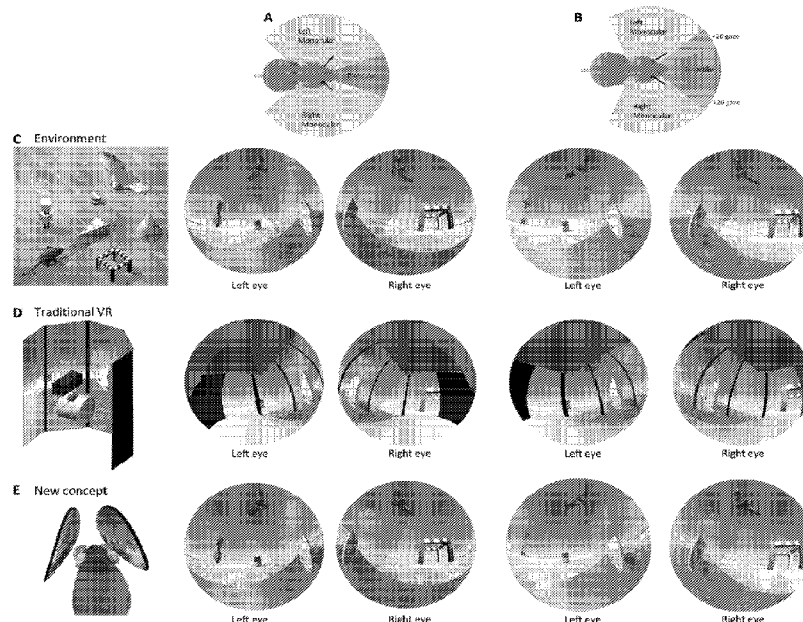 A
B
Left
Monocular
Right
Monocular
Left
Monocular
Right
Monocular
C Environment
Left eye
Right eye
Left eye
Right eye
D Traditional VR
Left eye
Right eye
Left eye
Right eye
E New concept
Left eye
Right eye
Left eye
Right eye